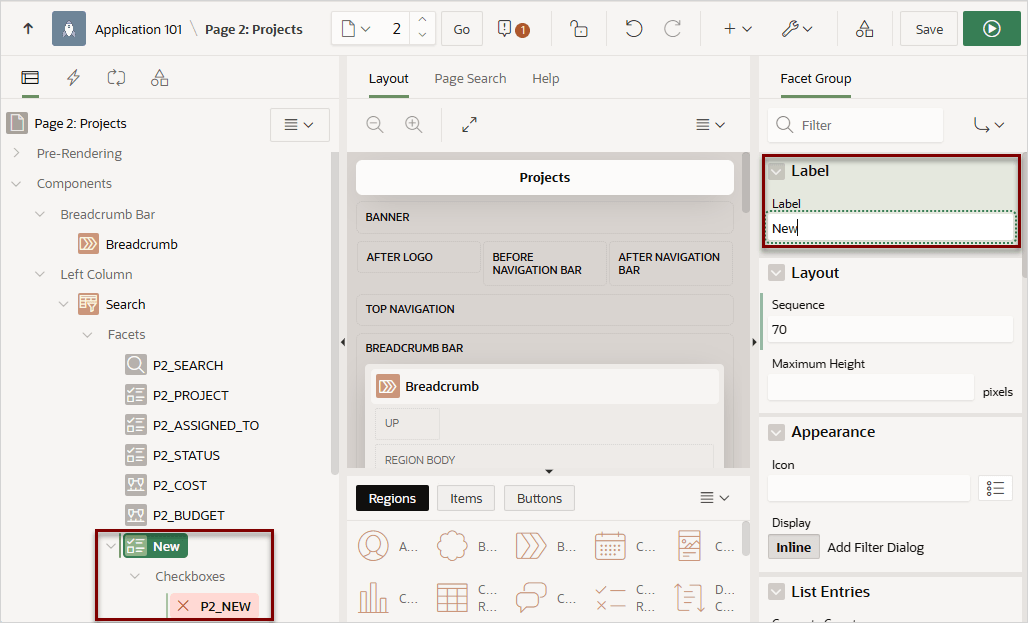 Application 101 \ Page 2: Projects
2
Go
1
Save
Page 2: Projects
Pre-Rendering
Components
Breadcrumb Bar
Breadcrumb
Left Column
Search
Facets
P2_SEARCH
P2_PROJECT
P2_ASSIGNED_TO
P2_STATUS
P2_COST
P2_BUDGET
New
Checkboxes
P2_NEW
Layout Page Search Help
Projects
BANNER
AFTER LOGO
BEFORE
NAVIGATION BAR
AFTER NAVIGATION
BAR
TOP NAVIGATION
BREADCRUMB BAR
Breadcrumb
UP
REGION BODY
Regions Items Buttons
A... B... B... C... C...
C... C... C... C... D...
R... R... C...
Facet Group
Filter
Label
Label
New
Layout
Sequence
70
Maximum Height
pixels
Appearance
Icon
Display
Inline Add Filter Dialog
List Entries